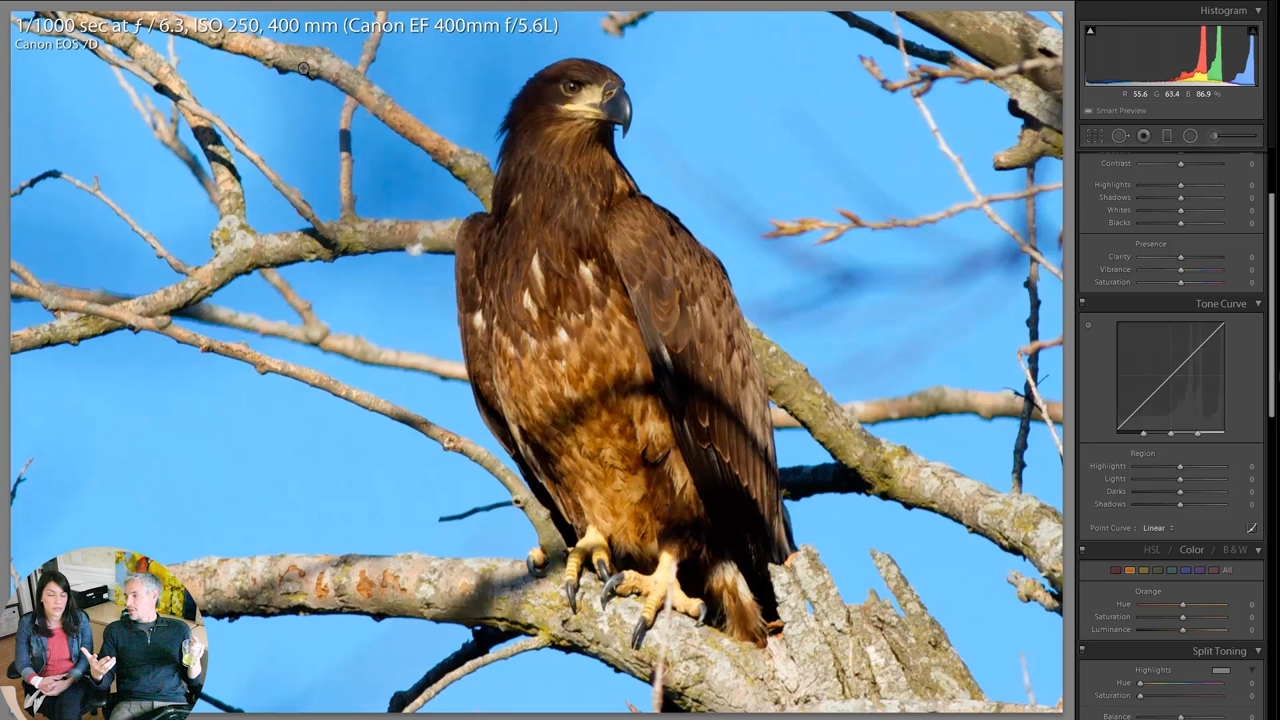 1/1000 sec at ƒ / 6.3, ISO 250, 400 mm (Canon EF 400mm f/5.6L)
Canon EOS 7D
Histogram
R 55.6 G 63.4 B 86.9 %
Smart Preview
Contrast 0
Highlights 0
Shadows 0
Whites 0
Blacks 0
Presence
Clarity 0
Vibrance 0
Saturation 0
Tone Curve
Region
Highlights 0
Lights 0
Darks 0
Shadows 0
Point Curve : Linear
HSL / Color / B & W
All
Orange
Hue 0
Saturation 0
Luminance 0
Split Toning
Highlights
Hue 0
Saturation 0
Balance 0